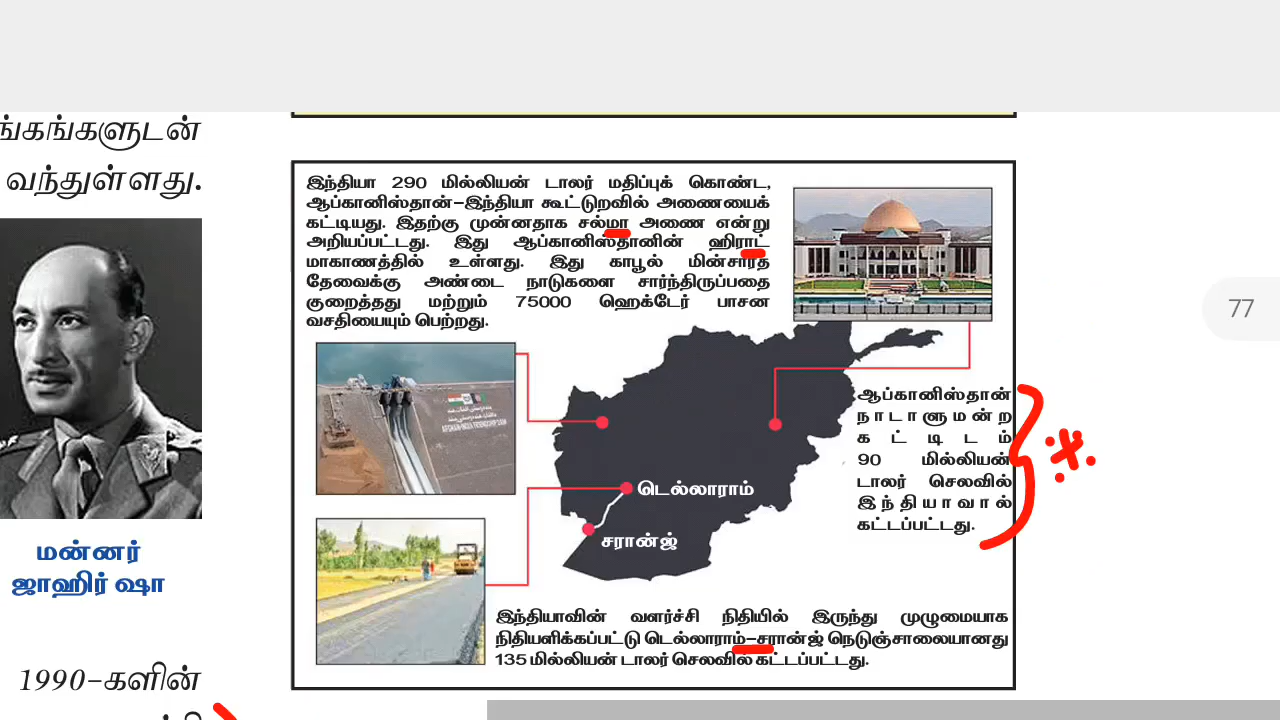 ங்கங்களுடன்
வந்துள்ளது.
மன்னர்
ஜாஹிர் ஷா
1990-களின்
இந்தியா 290 மில்லியன் டாலர் மதிப்புக் கொண்ட,
ஆப்கானிஸ்தான்-இந்தியா கூட்டுறவில் அணையைக்
கட்டியது. இதற்கு முன்னதாக சல்மா அணை என்று
அறியப்பட்டது. இது ஆப்கானிஸ்தானின் ஹிராட்
மாகாணத்தில் உள்ளது. இது காபூல் மின்சாரத்
தேவைக்கு அண்டை நாடுகளை சார்ந்திருப்பதை
குறைத்தது மற்றும் 75000 ஹெக்டேர் பாசன
வசதியையும் பெற்றது.
AFGHAN-INDIA FRIENDSHIP DAM
டெல்லாராம்
சரான்ஜ்
ஆப்கானிஸ்தான்
நாடாளுமன்ற
கட்டிடம்
90 மில்லியன்
டாலர் செலவில்
இந்தியாவால்
கட்டப்பட்டது.
இந்தியாவின் வளர்ச்சி நிதியில் இருந்து முழுமையாக
நிதியளிக்கப்பட்டு டெல்லாராம்-சரான்ஜ் நெடுஞ்சாலையானது
135 மில்லியன் டாலர் செலவில் கட்டப்பட்டது.
77